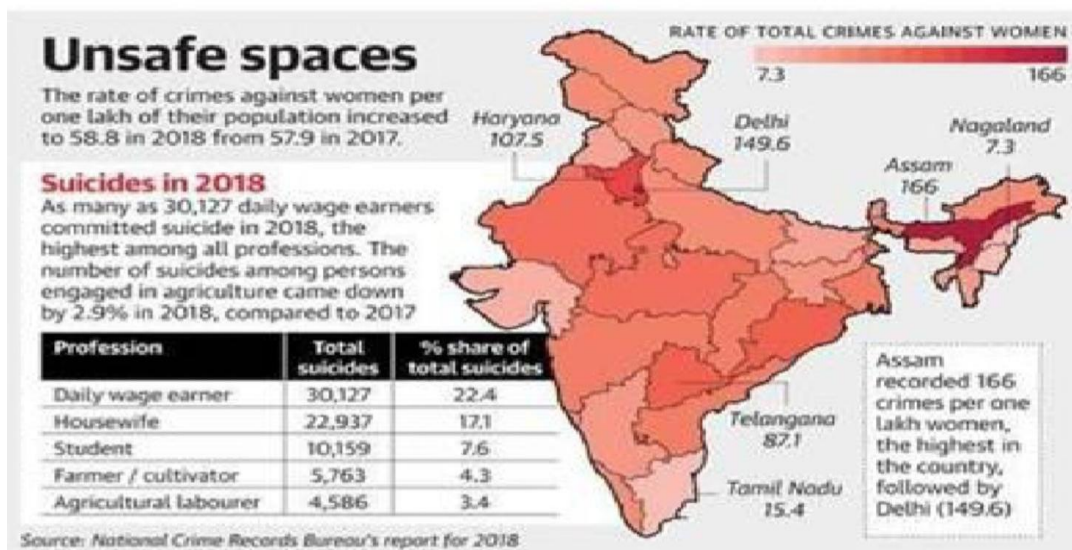 Unsafe spaces
The rate of crimes against women per
one lakh of their population increased
to 58.8 in 2018 from 57.9 in 2017.
Suicides in 2018
As many as 30,127 daily wage earners
committed suicide in 2018, the
highest among all professions. The
number of suicides among persons
engaged in agriculture came down
by 2.9% in 2018, compared to 2017
Profession Total suicides % share of total suicides
Daily wage earner 30,127 22.4
Housewife 22,937 17.1
Student 10,159 7.6
Farmer / cultivator 5,763 4.3
Agricultural labourer 4,586 3.4
Source: National Crime Records Bureau's report for 2018
RATE OF TOTAL CRIMES AGAINST WOMEN
7.3 166
Haryana
107.5
Delhi
149.6
Nagaland
7.3
Assam
166
Telangana
87.1
Tamil Nadu
15.4
Assam
recorded 166
crimes per one
lakh women,
the highest in
the country,
followed by
Delhi (149.6)